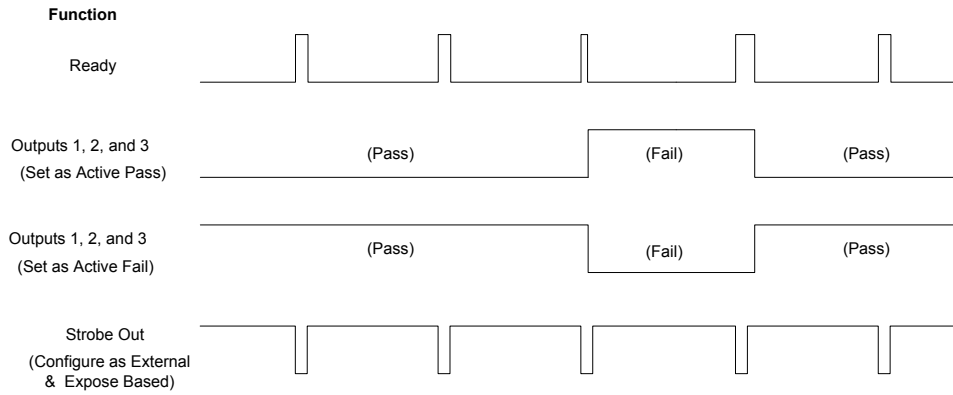 Function
Ready
Outputs 1, 2, and 3
(Set as Active Pass)
(Pass)
(Fail)
(Pass)
Outputs 1, 2, and 3
(Set as Active Fail)
(Pass)
(Fail)
(Pass)
Strobe Out
(Configure as External
& Expose Based)